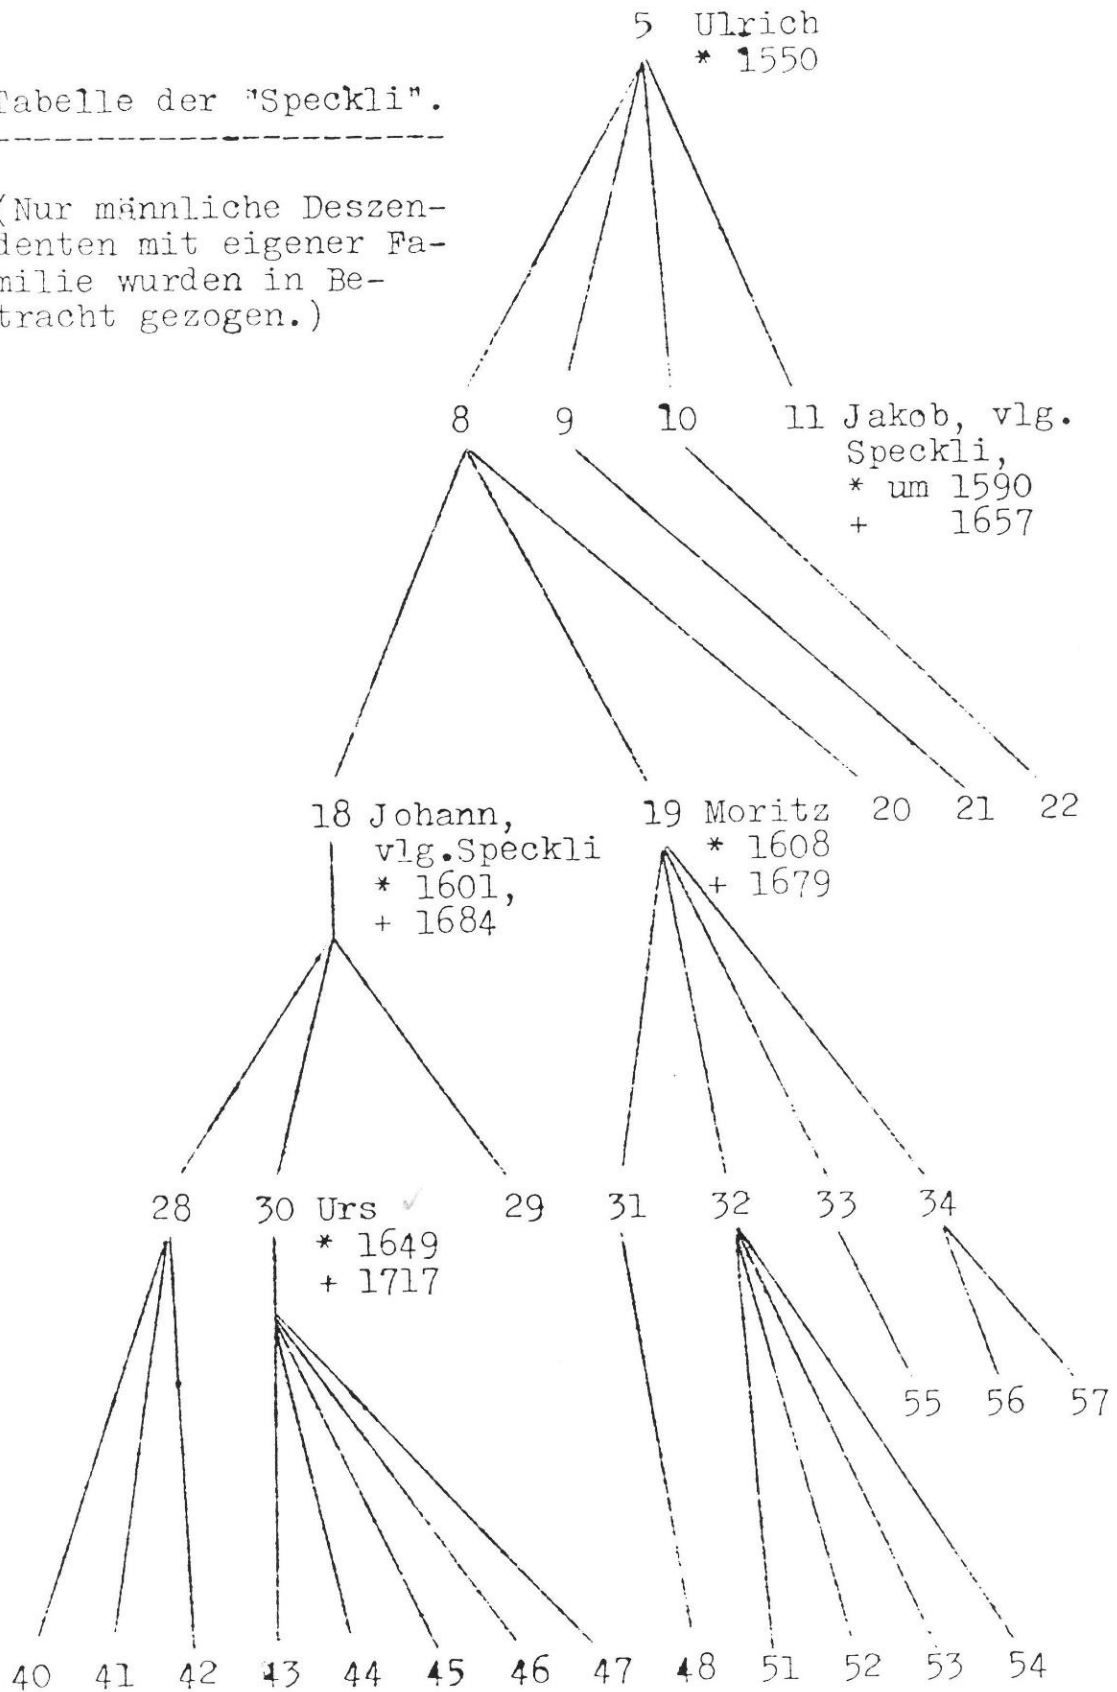 5 Ulrich
* 1550
Tabelle der "Speckli".
(Nur männliche Deszen-
denten mit eigener Fa-
milie wurden in Be-
tracht gezogen.)
8 9 10 11 Jakob, vlg.
Speckli,
* um 1590
+ 1657
18 Johann,
vlg.Speckli
* 1601,
+ 1684
19 Moritz
* 1608
+ 1679
20 21 22
28 30 Urs ✓
* 1649
+ 1717
29 31 32 33 34
55 56 57
40 41 42 43 44 45 46 47 48 51 52 53 54